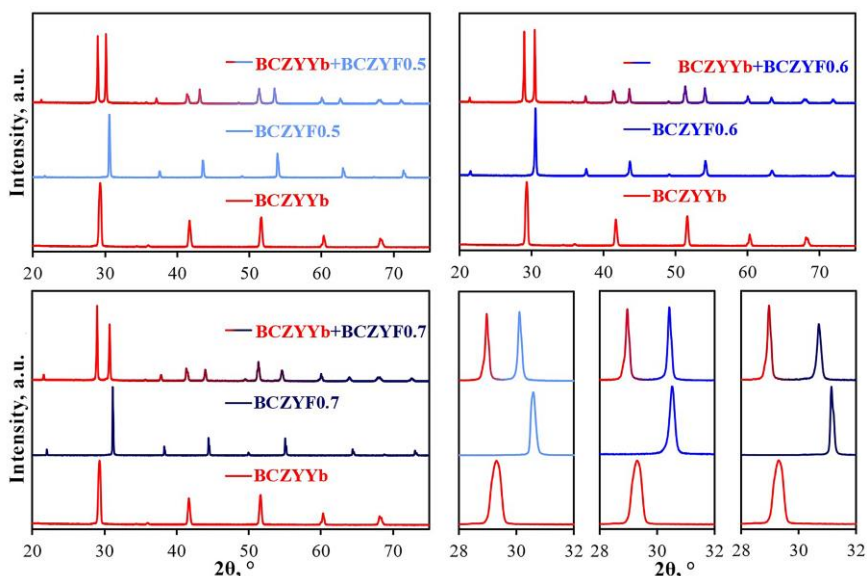 Intensity, a.u.
BCZYYb+BCZYF0.5
BCZYF0.5
BCZYYb
20 30 40 50 60 70
BCZYYb+BCZYF0.6
BCZYF0.6
BCZYYb
20 30 40 50 60 70
Intensity, a.u.
BCZYYb+BCZYF0.7
BCZYF0.7
BCZYYb
20 30 40 50 60 70
2θ, °
28 30 32
28 30 32
28 30 32
2θ, °